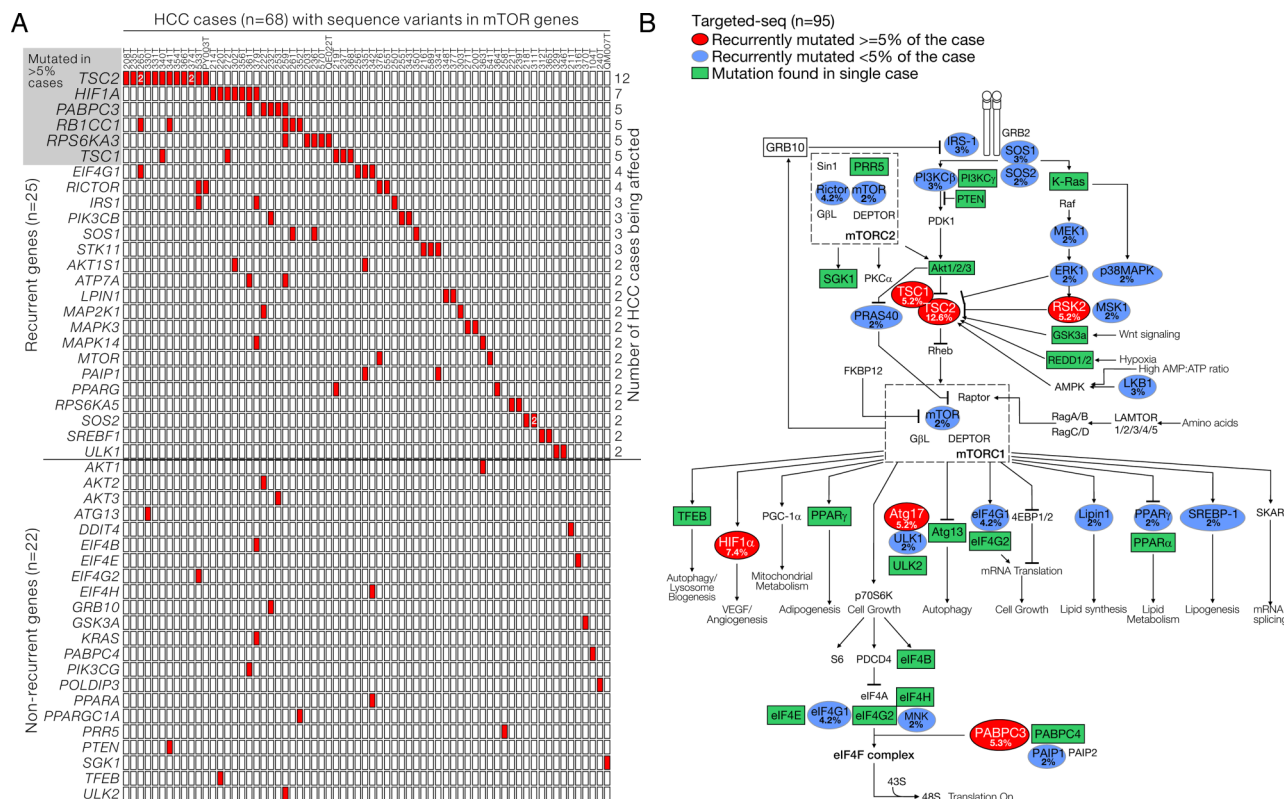 A
HCC cases (n=68) with sequence variants in mTOR genes
Mutated in
>5%
cases
PY003T
QE022T
QM007T
Number of HCC cases being affected
Recurrent genes (n=25)
TSC2 2 2 12
HIF1A 7
PABPC3 5
RB1CC1 5
RPS6KA3 5
TSC1 5
EIF4G1 4
RICTOR 4
IRS1 3
PIK3CB 3
SOS1 3
STK11 3
AKT1S1 2
ATP7A 2
LPIN1 2
MAP2K1 2
MAPK3 2
MAPK14 2
MTOR 2
PAIP1 2
PPARG 2
RPS6KA5 2
SOS2 2 2
SREBF1 2
ULK1 2
Non-recurrent genes (n=22)
AKT1
AKT2
AKT3
ATG13
DDIT4
EIF4B
EIF4E
EIF4G2
EIF4H
GRB10
GSK3A
KRAS
PABPC4
PIK3CG
POLDIP3
PPARA
PPARGC1A
PRR5
PTEN
SGK1
TFEB
ULK2
B
Targeted-seq (n=95)
Recurrently mutated >=5% of the case
Recurrently mutated <5% of the case
Mutation found in single case
GRB10
IRS-1
3%
GRB2
SOS1
3%
SOS2
2%
Sin1
PRR5
Rictor
4.2%
mTOR
2%
GβL
DEPTOR
mTORC2
PI3KCβ
3%
PI3KCγ
PTEN
PDK1
K-Ras
Raf
MEK1
2%
ERK1
2%
p38MAPK
2%
SGK1
PKCα
Akt1/2/3
TSC1
5.2%
TSC2
12.6%
PRAS40
2%
RSK2
5.2%
MSK1
2%
GSK3a
Wnt signaling
REDD1/2
Hypoxia
High AMP:ATP ratio
AMPK
LKB1
3%
Rheb
FKBP12
Raptor
mTOR
2%
GβL
DEPTOR
mTORC1
RagA/B
RagC/D
LAMTOR
1/2/3/4/5
Amino acids
TFEB
HIF1α
7.4%
PGC-1α
PPARγ
Atg17
5.2%
ULK1
2%
ULK2
Atg13
eIF4G1
4.2%
eIF4G2
4EBP1/2
Lipin1
2%
PPARγ
2%
PPARα
SREBP-1
2%
SKAR
mRNA Translation
Autophagy/
Lysosome
Biogenesis
VEGF/
Angiogenesis
Mitochondrial
Metabolism
Adipogenesis
p70S6K
Cell Growth
Autophagy
Cell Growth
Lipid synthesis
Lipid
Metabolism
Lipogenesis
mRNA
splicing
S6
PDCD4
eIF4B
eIF4A
eIF4H
eIF4E
eIF4G1
4.2%
eIF4G2
MNK
2%
PABPC3
5.3%
PABPC4
PAIP1
2%
PAIP2
eIF4F complex
43S
48S
Translation Op